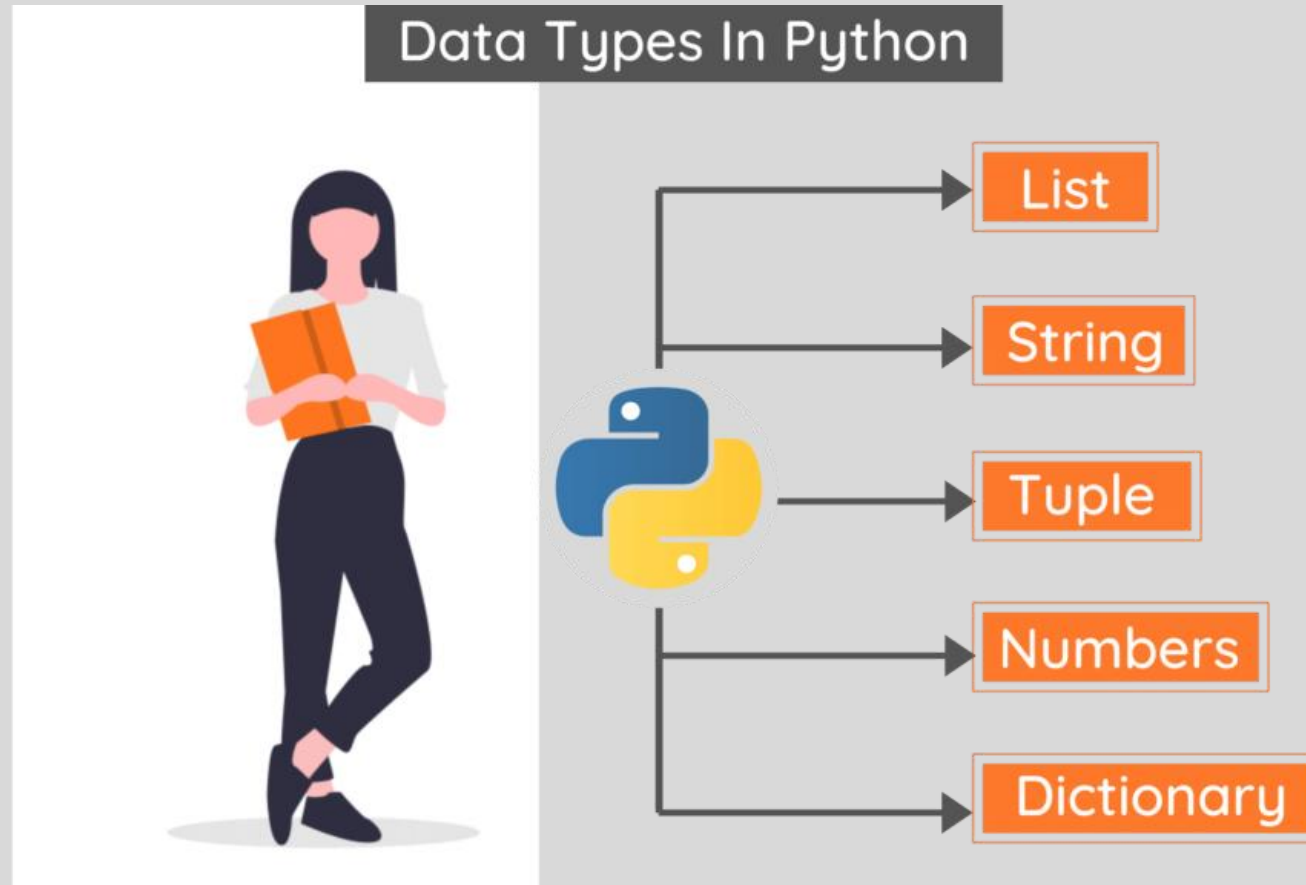 Data Types In Python
List
String
Tuple
Numbers
Dictionary